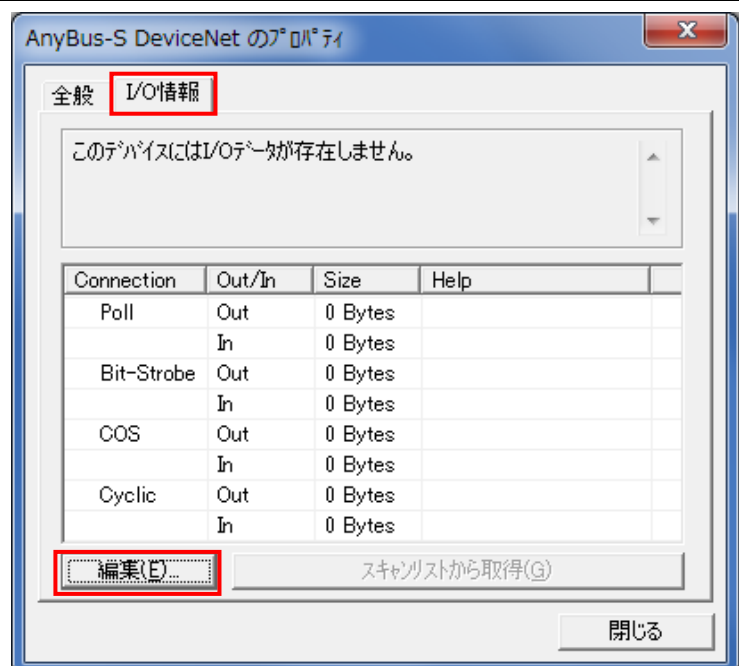 AnyBus-S DeviceNet のﾌﾟﾛﾊﾟﾃｨ
全般 I/O情報
このﾃﾞﾊﾞｲｽにはI/Oﾃﾞｰﾀが存在しません。
Connection Out/In Size Help
Poll Out 0 Bytes
In 0 Bytes
Bit-Strobe Out 0 Bytes
In 0 Bytes
COS Out 0 Bytes
In 0 Bytes
Cyclic Out 0 Bytes
In 0 Bytes
編集(E)... ｽｷｬﾝﾘｽﾄから取得(G)
閉じる